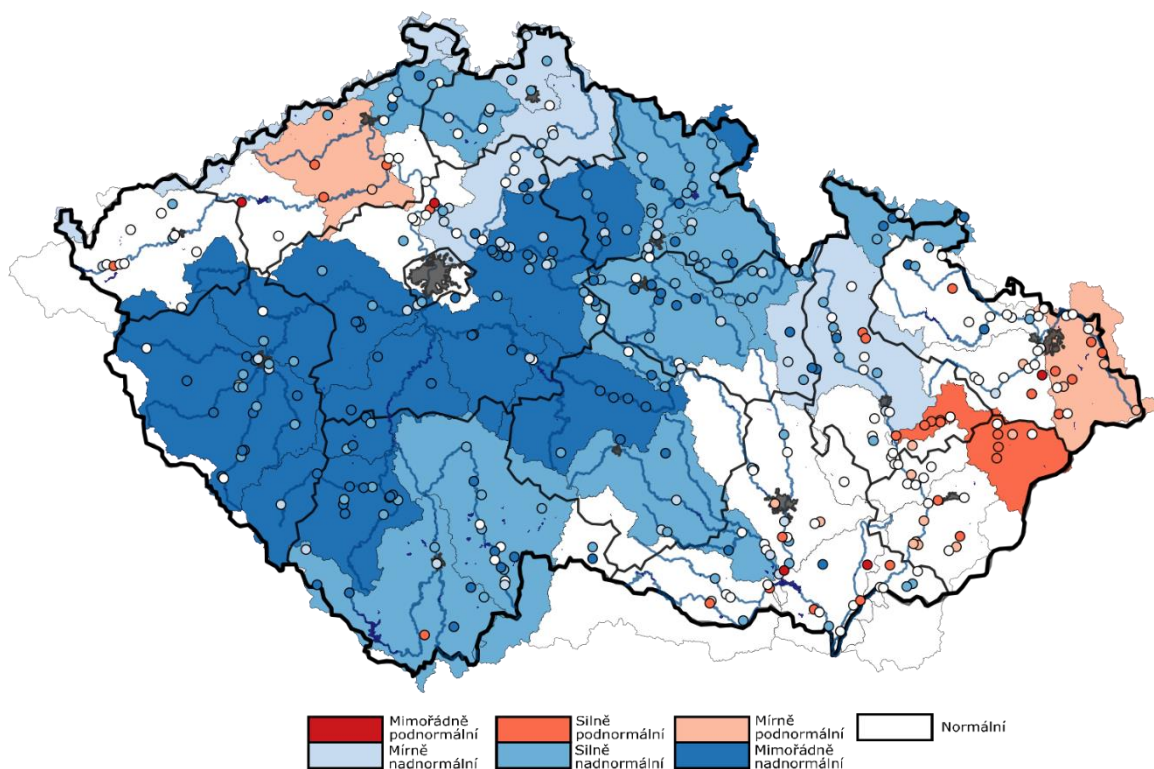 Mimořádně
podnormální
Silně
podnormální
Mírně
podnormální
Normální
Mírně
nadnormální
Silně
nadnormální
Mimořádně
nadnormální